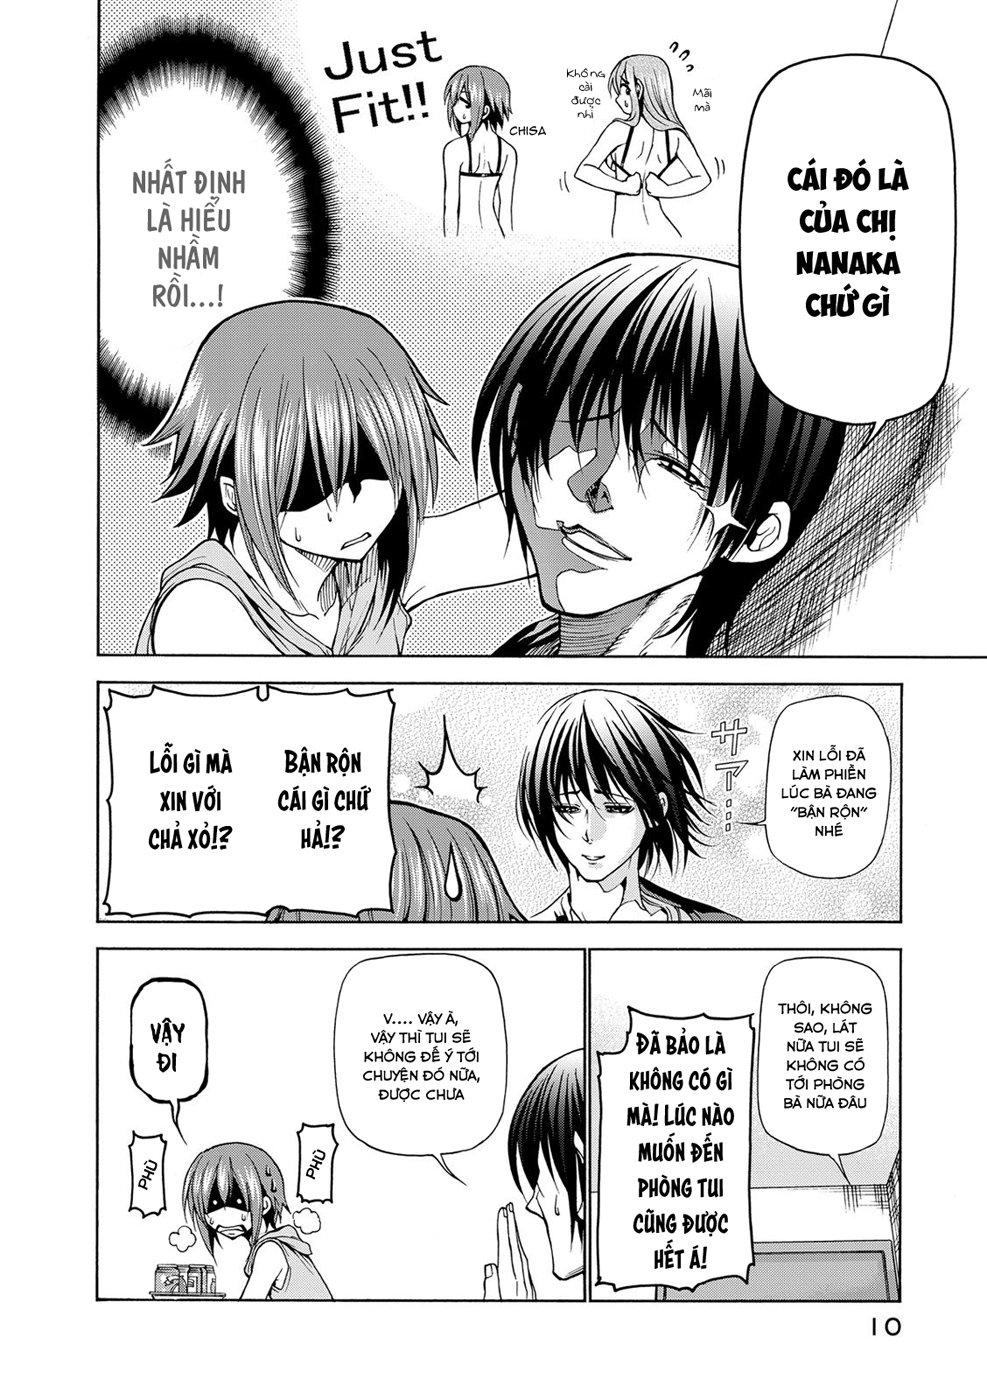 CÁI ĐÓ LÀ
CỦA CHỊ
NANAKA
CHỨ GÌ
Mãi
mà
Không
cài
được
nhỉ
CHISA
Just
Fit!!
NHẤT ĐỊNH
LÀ HIỂU
NHẦM
RỒI...!
XIN LỖI ĐÃ
LÀM PHIỀN
LÚC BÀ ĐANG
“BẬN RỘN”
NHÉ
サァ……
BẬN RỘN
CÁI GÌ CHỨ
HẢ!?
LỖI GÌ MÀ
XIN VỚI
CHẢ XỎ!?
THÔI, KHÔNG
SAO, LÁT
NỮA TUI SẼ
KHÔNG CÓ
TỚI PHÒNG
BÀ NỮA ĐÂU
ĐÃ BẢO LÀ
KHÔNG CÓ GÌ
MÀ! LÚC NÀO
MUỐN ĐẾN
PHÒNG TUI
CŨNG ĐƯỢC
HẾT Á!
V.... VẬY À,
VẬY THÌ TUI SẼ
KHÔNG ĐỂ Ý TỚI
CHUYỆN ĐÓ NỮA,
ĐƯỢC CHƯA
VẬY
ĐI
PHÙ
PHÙ
10